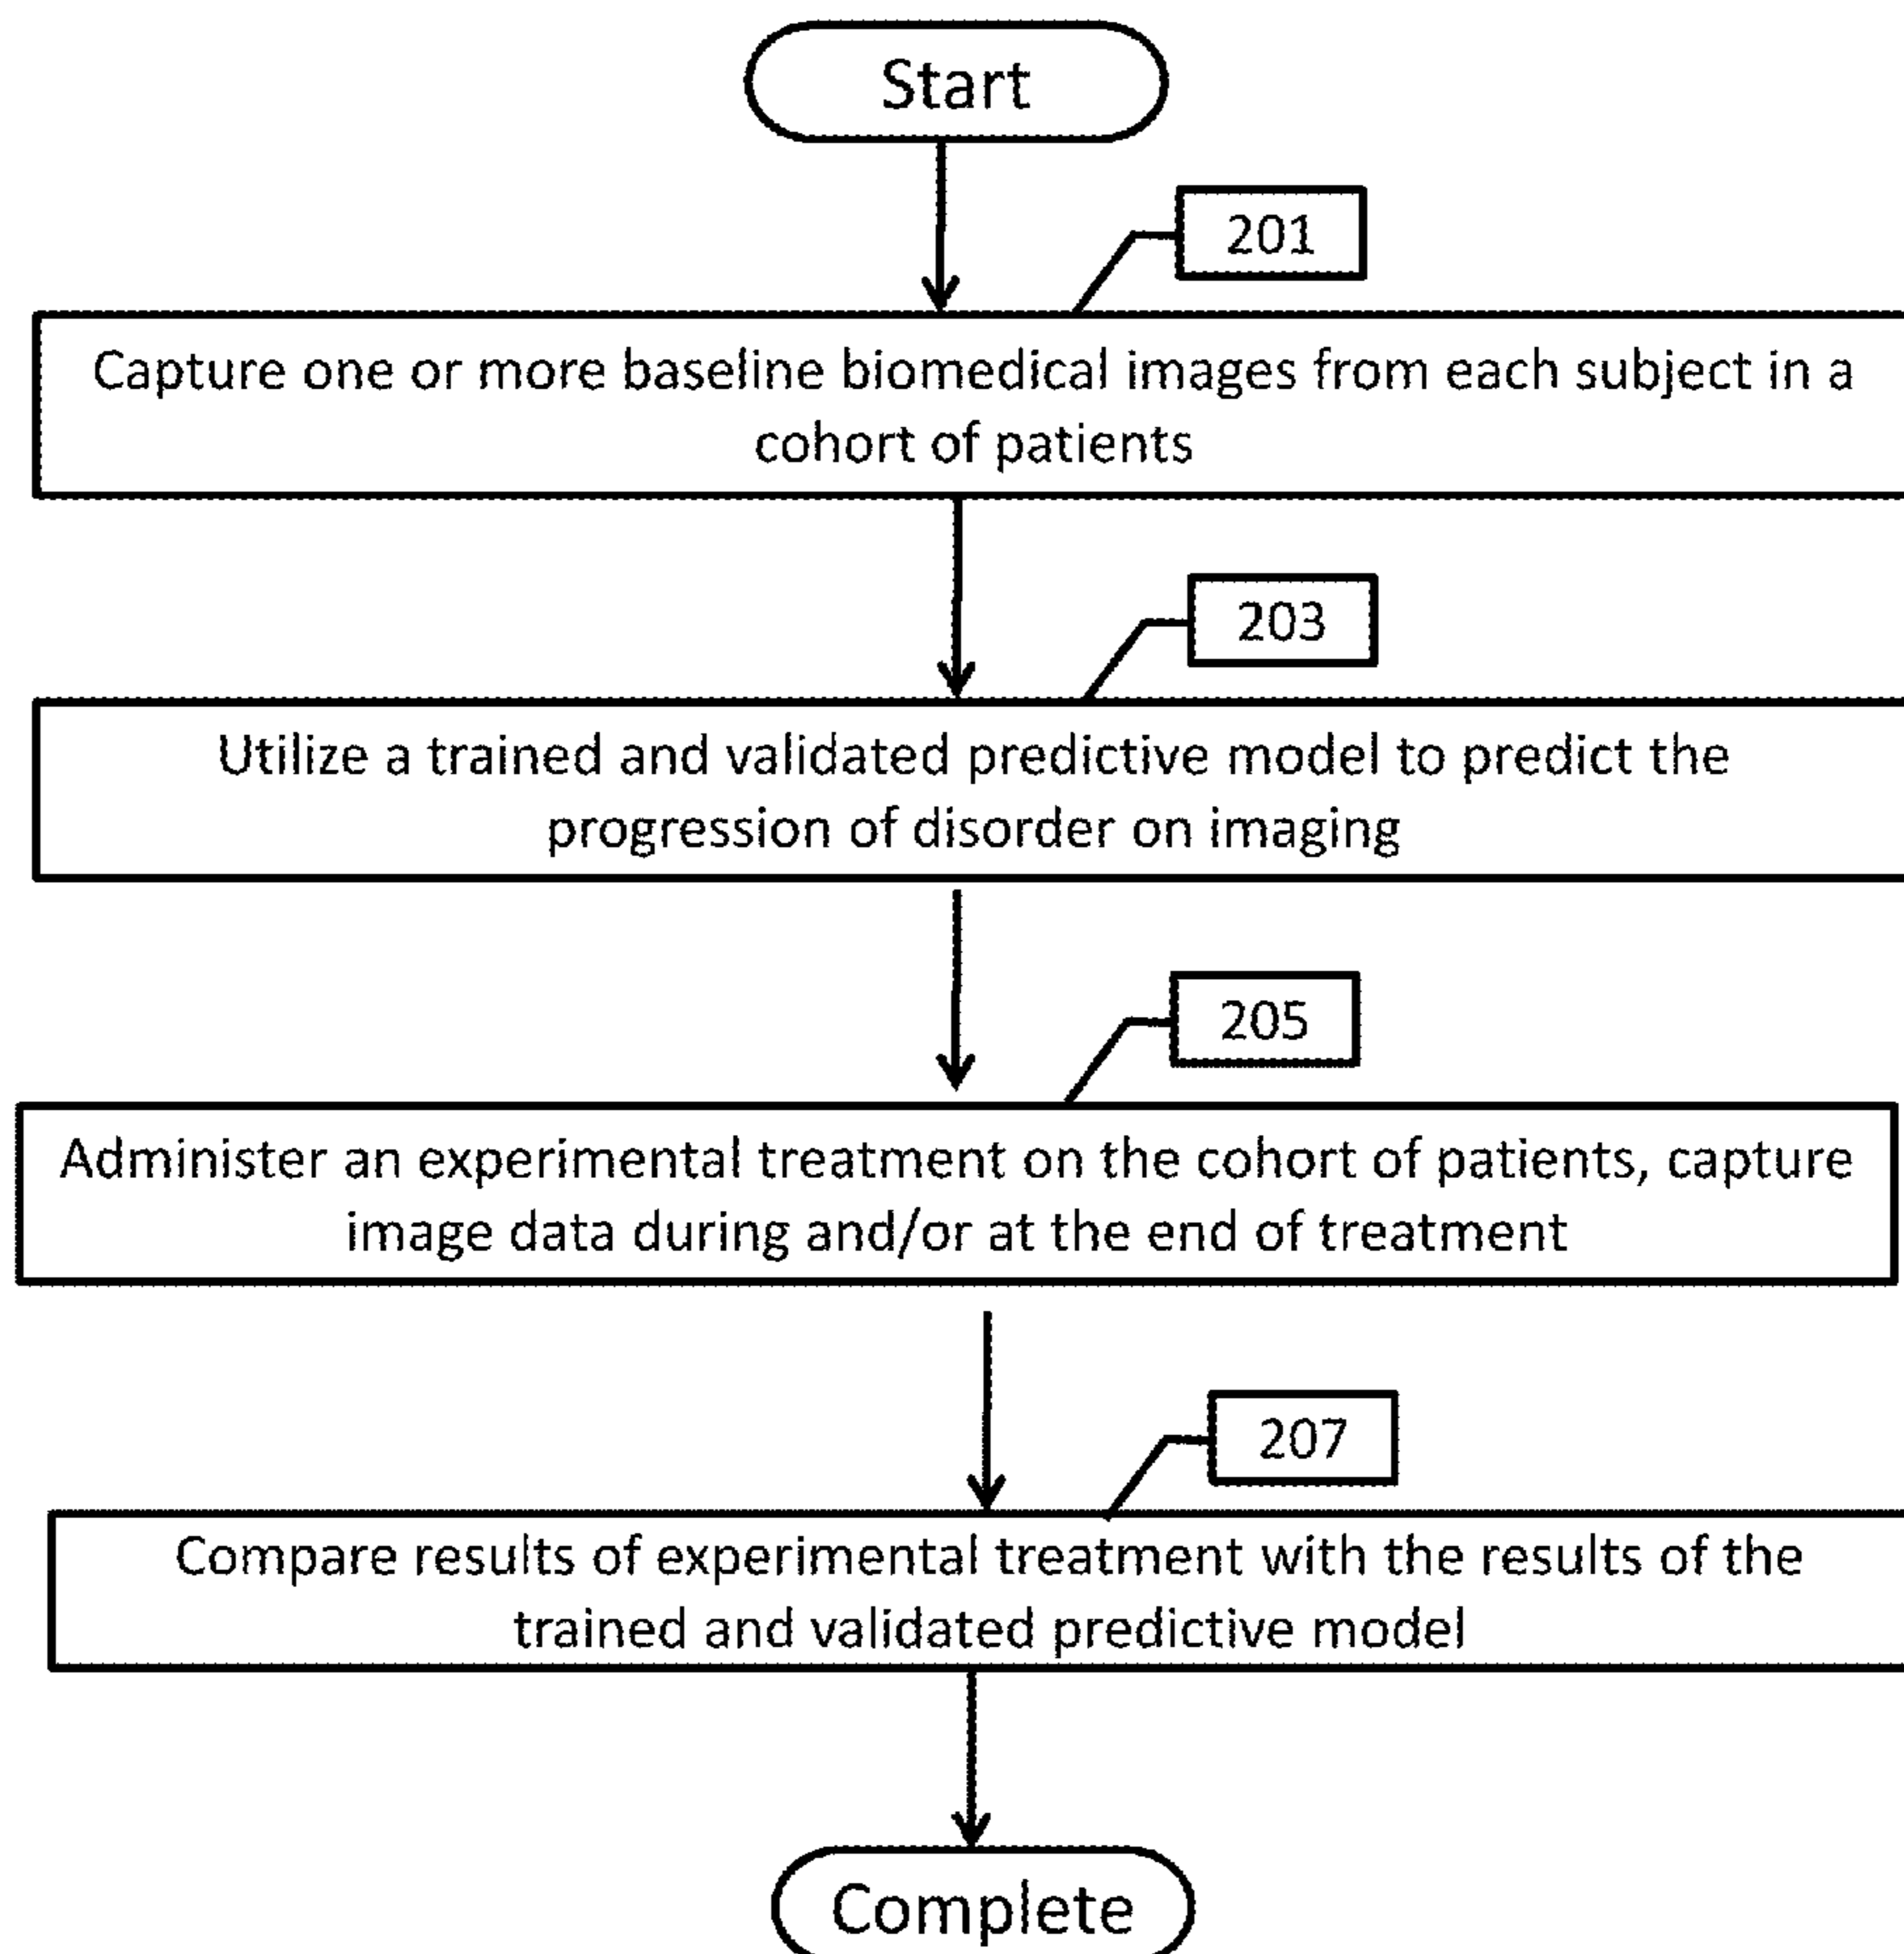 Start
201
Capture one or more baseline biomedical images from each subject in a
cohort of patients
203
Utilize a trained and validated predictive model to predict the
progression of disorder on imaging
205
Administer an experimental treatment on the cohort of patients, capture
image data during and/or at the end of treatment
207
Compare results of experimental treatment with the results of the
trained and validated predictive model
Complete